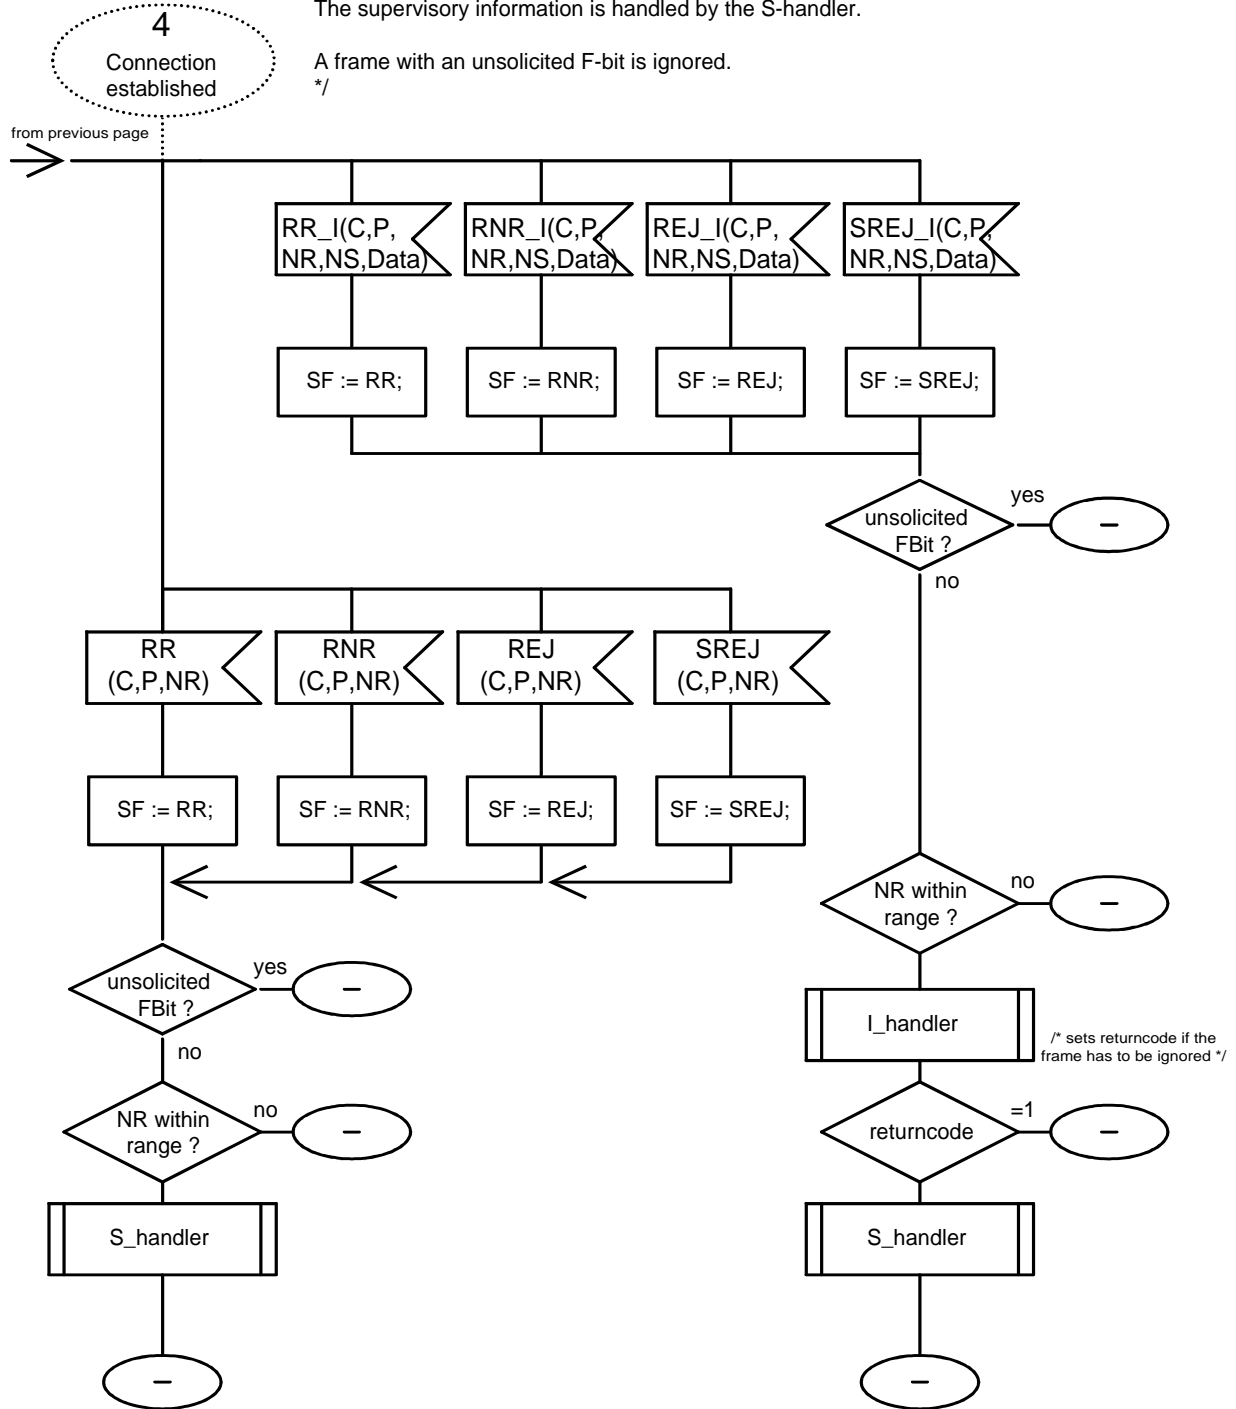 The supervisory information is handled by the S-handler.
4
Connection
established
A frame with an unsolicited F-bit is ignored.
*/
from previous page
RR_I(C,P,
NR,NS,Data)
RNR_I(C,P,
NR,NS,Data)
REJ_I(C,P,
NR,NS,Data)
SREJ_I(C,P,
NR,NS,Data)
SF := RR;
SF := RNR;
SF := REJ;
SF := SREJ;
unsolicited
FBit ?
yes
–
no
RR
(C,P,NR)
RNR
(C,P,NR)
REJ
(C,P,NR)
SREJ
(C,P,NR)
SF := RR;
SF := RNR;
SF := REJ;
SF := SREJ;
NR within
range ?
no
–
unsolicited
FBit ?
yes
–
no
I_handler
/* sets returncode if the
frame has to be ignored */
NR within
range ?
no
–
returncode
=1
–
S_handler
S_handler
–
–